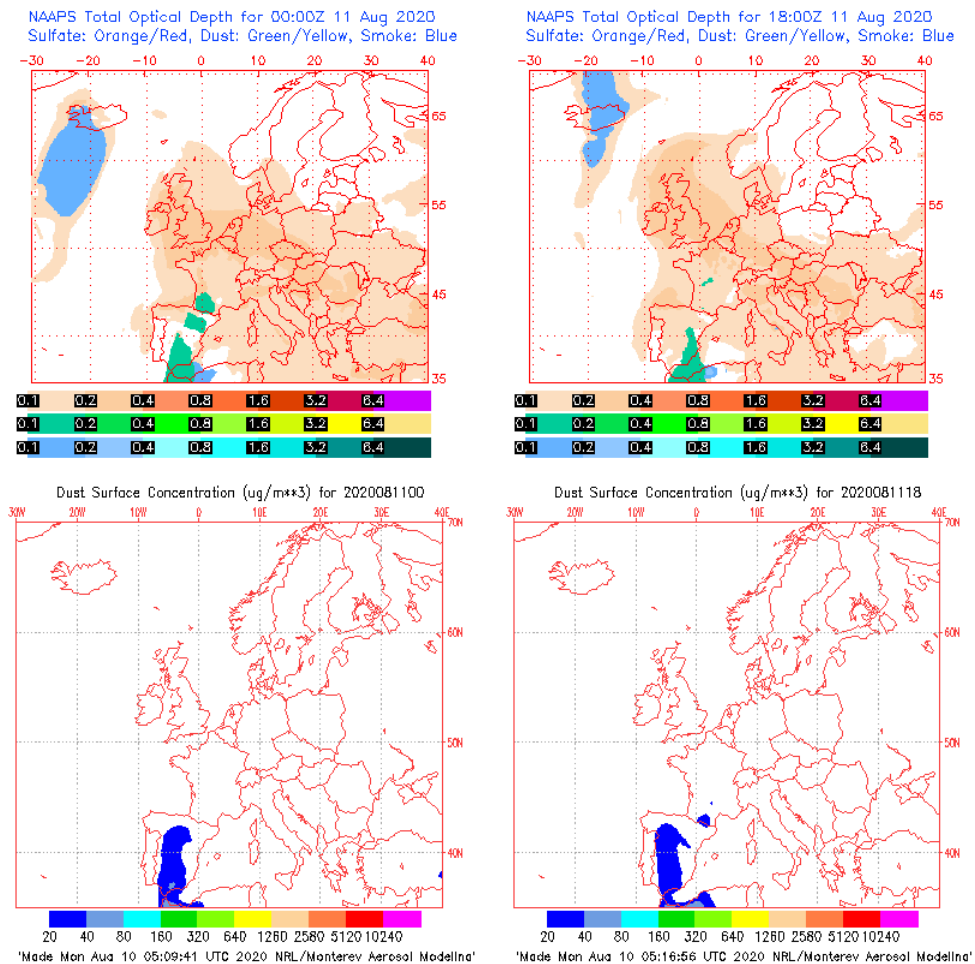 NAAPS Total Optical Depth for 00:00Z 11 Aug 2020
Sulfate: Orange/Red, Dust: Green/Yellow, Smoke: Blue
-30 -20 -10 0 10 20 30 40
65
55
45
35
0.1 0.2 0.4 0.8 1.6 3.2 6.4
0.1 0.2 0.4 0.8 1.6 3.2 6.4
0.1 0.2 0.4 0.8 1.6 3.2 6.4
NAAPS Total Optical Depth for 18:00Z 11 Aug 2020
Sulfate: Orange/Red, Dust: Green/Yellow, Smoke: Blue
-30 -20 -10 0 10 20 30 40
65
55
45
35
0.1 0.2 0.4 0.8 1.6 3.2 6.4
0.1 0.2 0.4 0.8 1.6 3.2 6.4
0.1 0.2 0.4 0.8 1.6 3.2 6.4
Dust Surface Concentration (ug/m**3) for 2020081100
30W 20W 10W 0 10E 20E 30E 40E
70N
60N
50N
40N
20 40 80 160 320 640 1260 2580 5120 10240
'Made Mon Aug 10 05:09:41 UTC 2020 NRL/Monterey Aerosol Modeling'
Dust Surface Concentration (ug/m**3) for 2020081118
30W 20W 10W 0 10E 20E 30E 40E
70N
60N
50N
40N
20 40 80 160 320 640 1260 2580 5120 10240
'Made Mon Aug 10 05:16:56 UTC 2020 NRL/Monterey Aerosol Modeling'